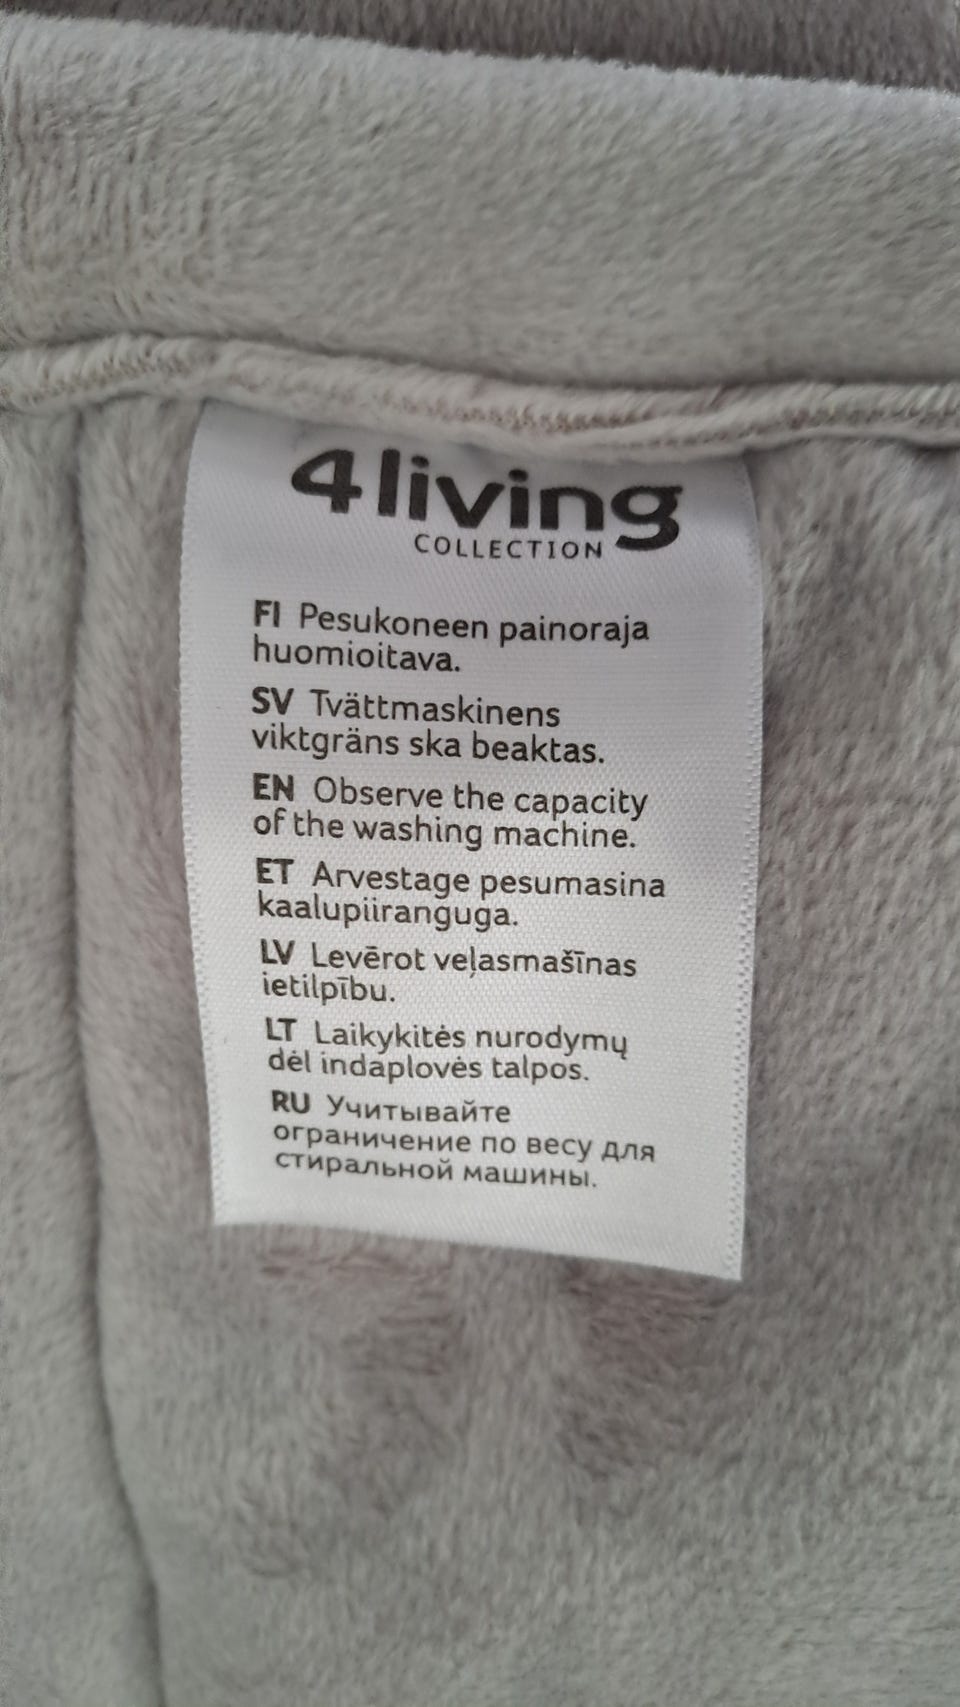 4living
COLLECTION
FI Pesukoneen painoraja
huomioitava.
SV Tvättmaskinens
viktgräns ska beaktas.
EN Observe the capacity
of the washing machine.
ET Arvestage pesumasina
kaalupiiranguga.
LV Levērot veļasmašīnas
ietilpību.
LT Laikykitės nurodymų
dėl indaplovės talpos.
RU Учитывайте
ограничение по весу для
стиральной машины.